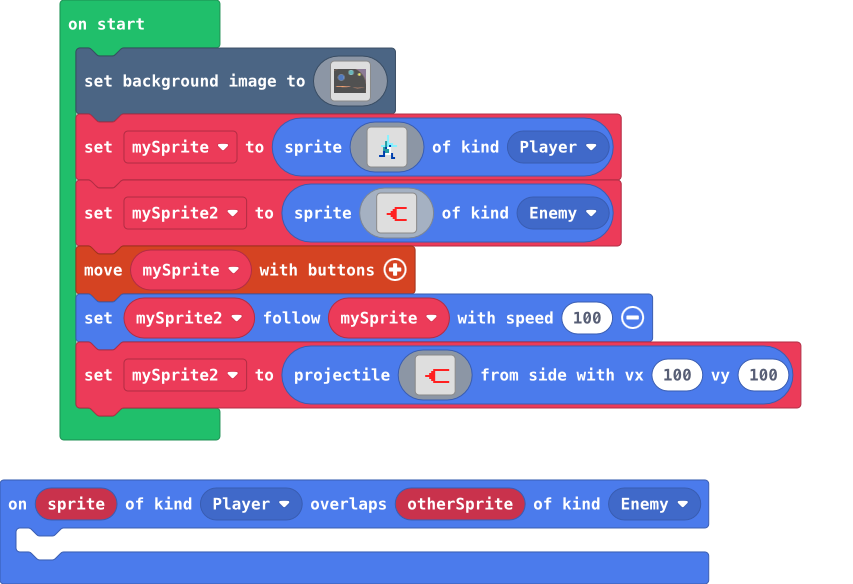 on start
set background image to
set mySprite to sprite of kind Player
set mySprite2 to sprite of kind Enemy
move mySprite with buttons
set mySprite2 follow mySprite with speed 100
set mySprite2 to projectile from side with vx 100 vy 100
on sprite of kind Player overlaps otherSprite of kind Enemy